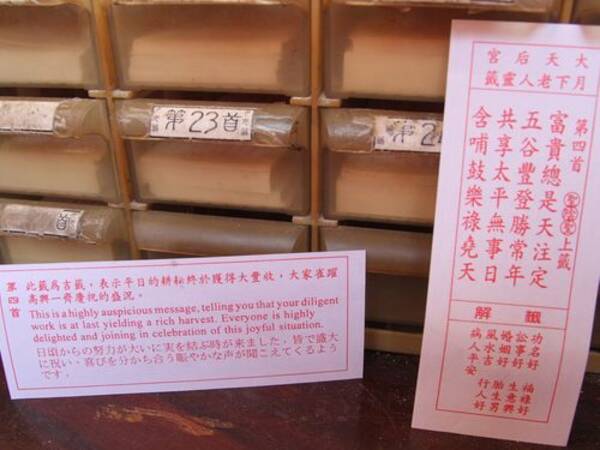 第23首
第2
首
大天后宮
月下老人靈籤
第四首 上籤
富貴總是天注定
五谷豐登勝常年
共享太平無事日
含哺鼓樂祿堯天
籤解
功名好 福祿好
訟事好 生意興
婚姻好 胎生男
風水吉 行人好
病人平安
第四首
此籤為吉籤,表示平日的耕耘終於獲得大豐收,大家雀躍
高興一齊慶祝的盛況。
This is a highly auspicious message, telling you that your diligent
work is at last yielding a rich harvest. Everyone is highly
delighted and joining in celebration of this joyful situation.
日頃からの努力が大いに実を結ぶ時が来ました,皆で盛大
に祝い,喜びを分かち合う賑やかな声が聞こえてくるよう
です。